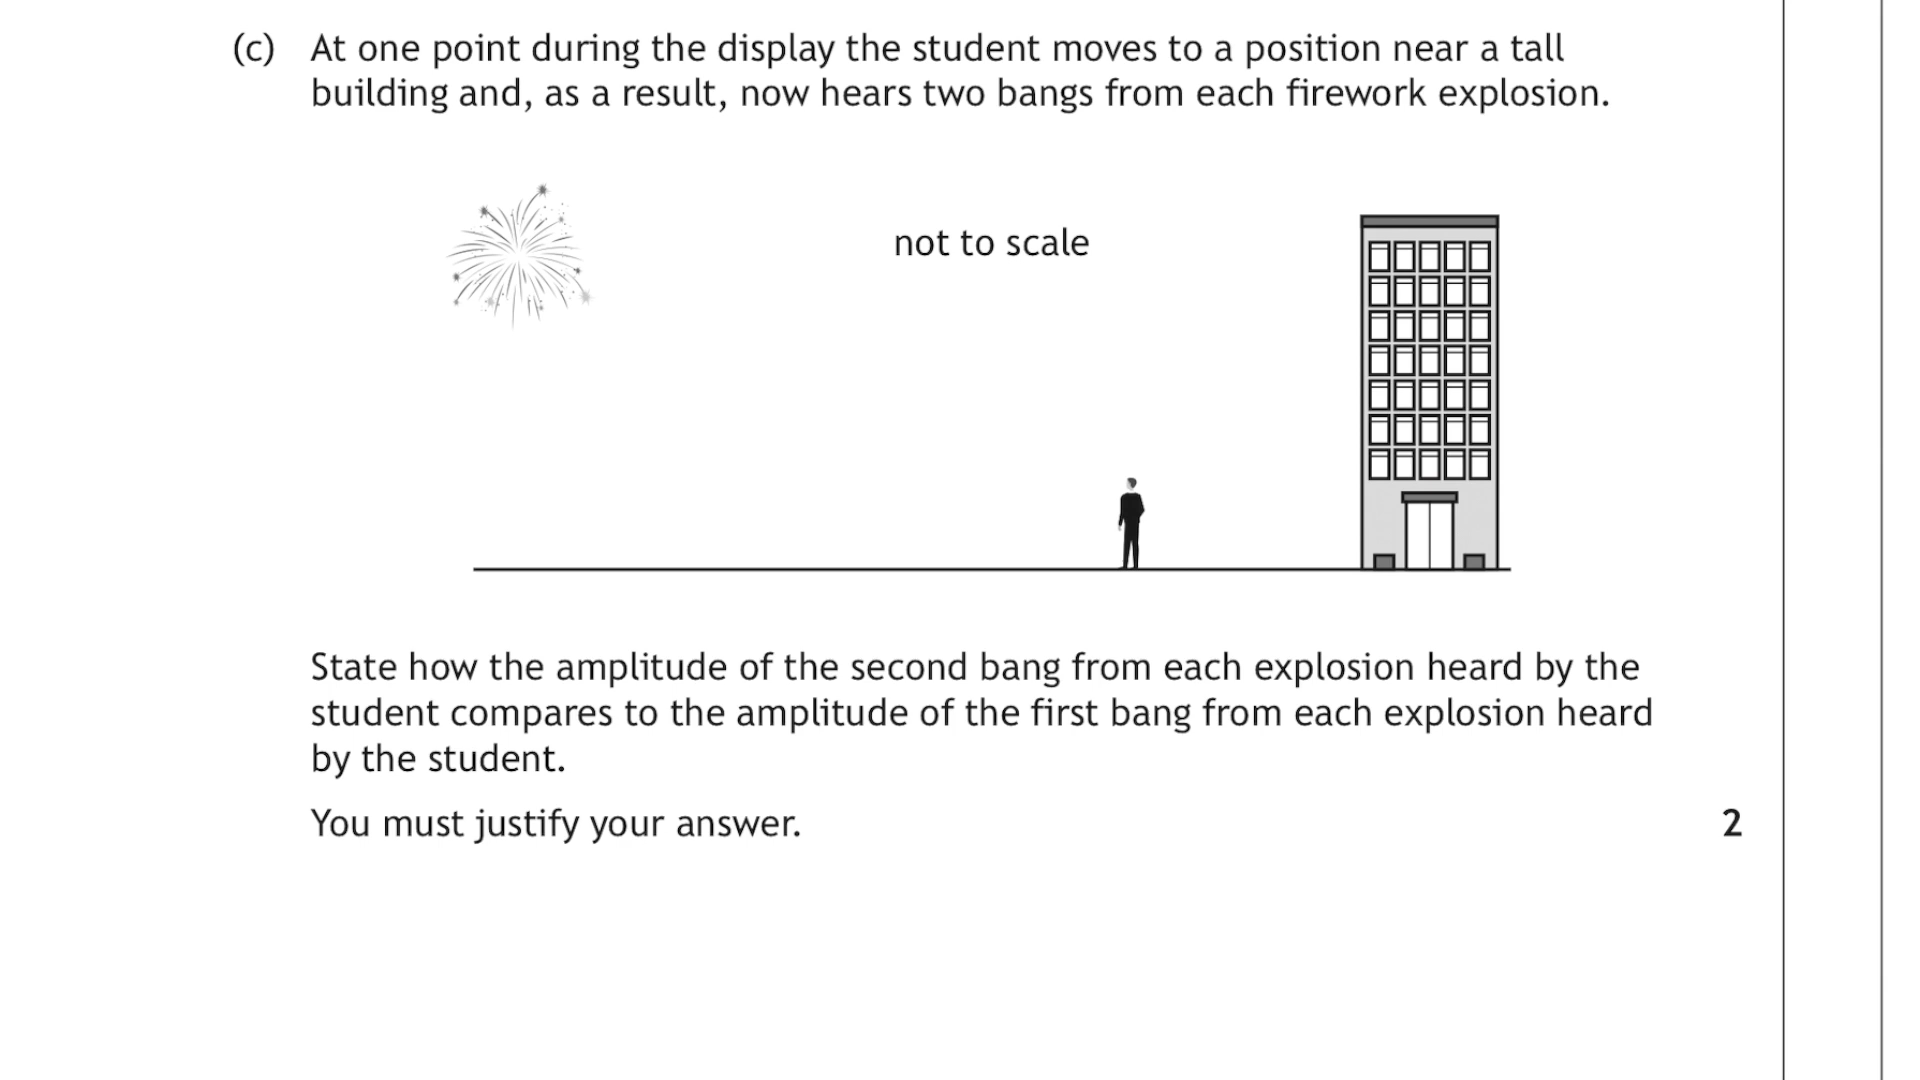 (c) At one point during the display the student moves to a position near a tall
building and, as a result, now hears two bangs from each firework explosion.
not to scale
State how the amplitude of the second bang from each explosion heard by the
student compares to the amplitude of the first bang from each explosion heard
by the student.
You must justify your answer. 2